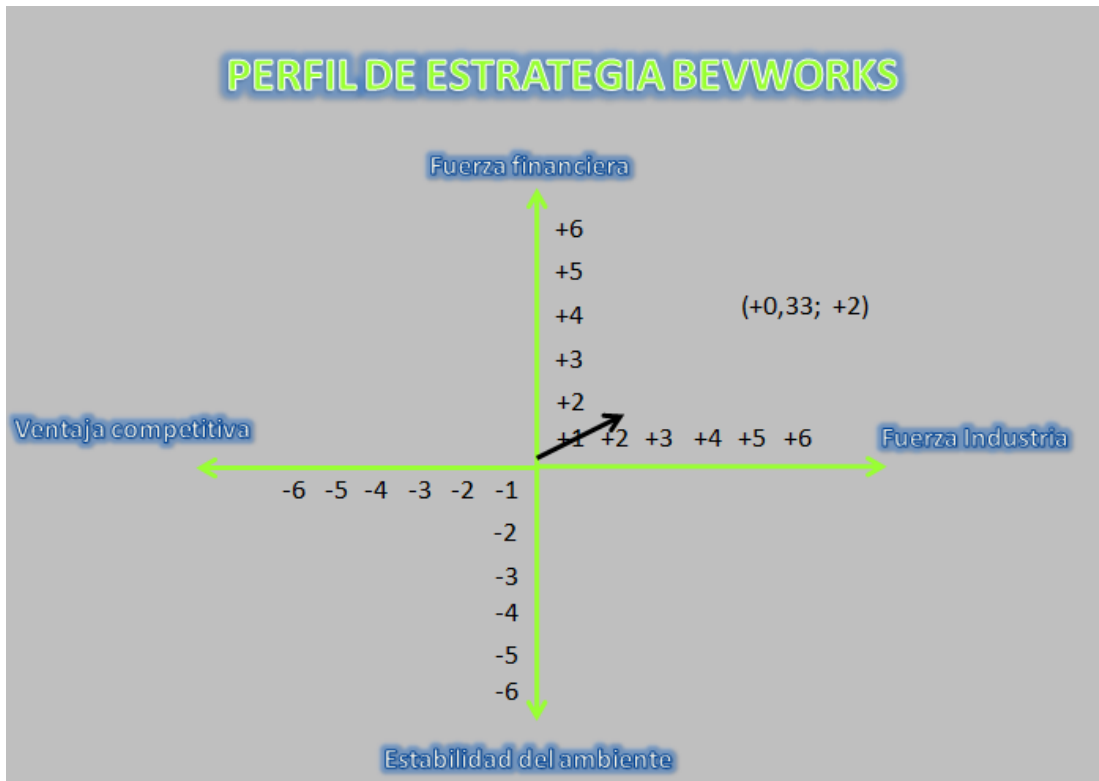 PERFIL DE ESTRATEGIA BEVWORKS
Fuerza financiera
+6
+5
(+0,33; +2)
+4
+3
+2
Ventaja competitiva
+1 +2 +3 +4 +5 +6
Fuerza Industria
-6 -5 -4 -3 -2 -1
-2
-3
-4
-5
-6
Estabilidad del ambiente